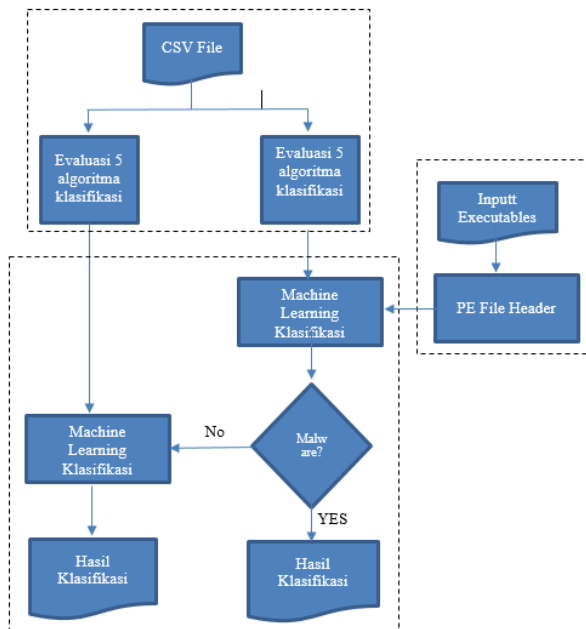 CSV File
Evaluasi 5
algoritma
klasifikasi
Evaluasi 5
algoritma
klasifikasi
Inputt
Executables
PE File Header
Machine
Learning
Klasifikasi
Malw
are?
No
Machine
Learning
Klasifikasi
YES
Hasil
Klasifikasi
Hasil
Klasifikasi